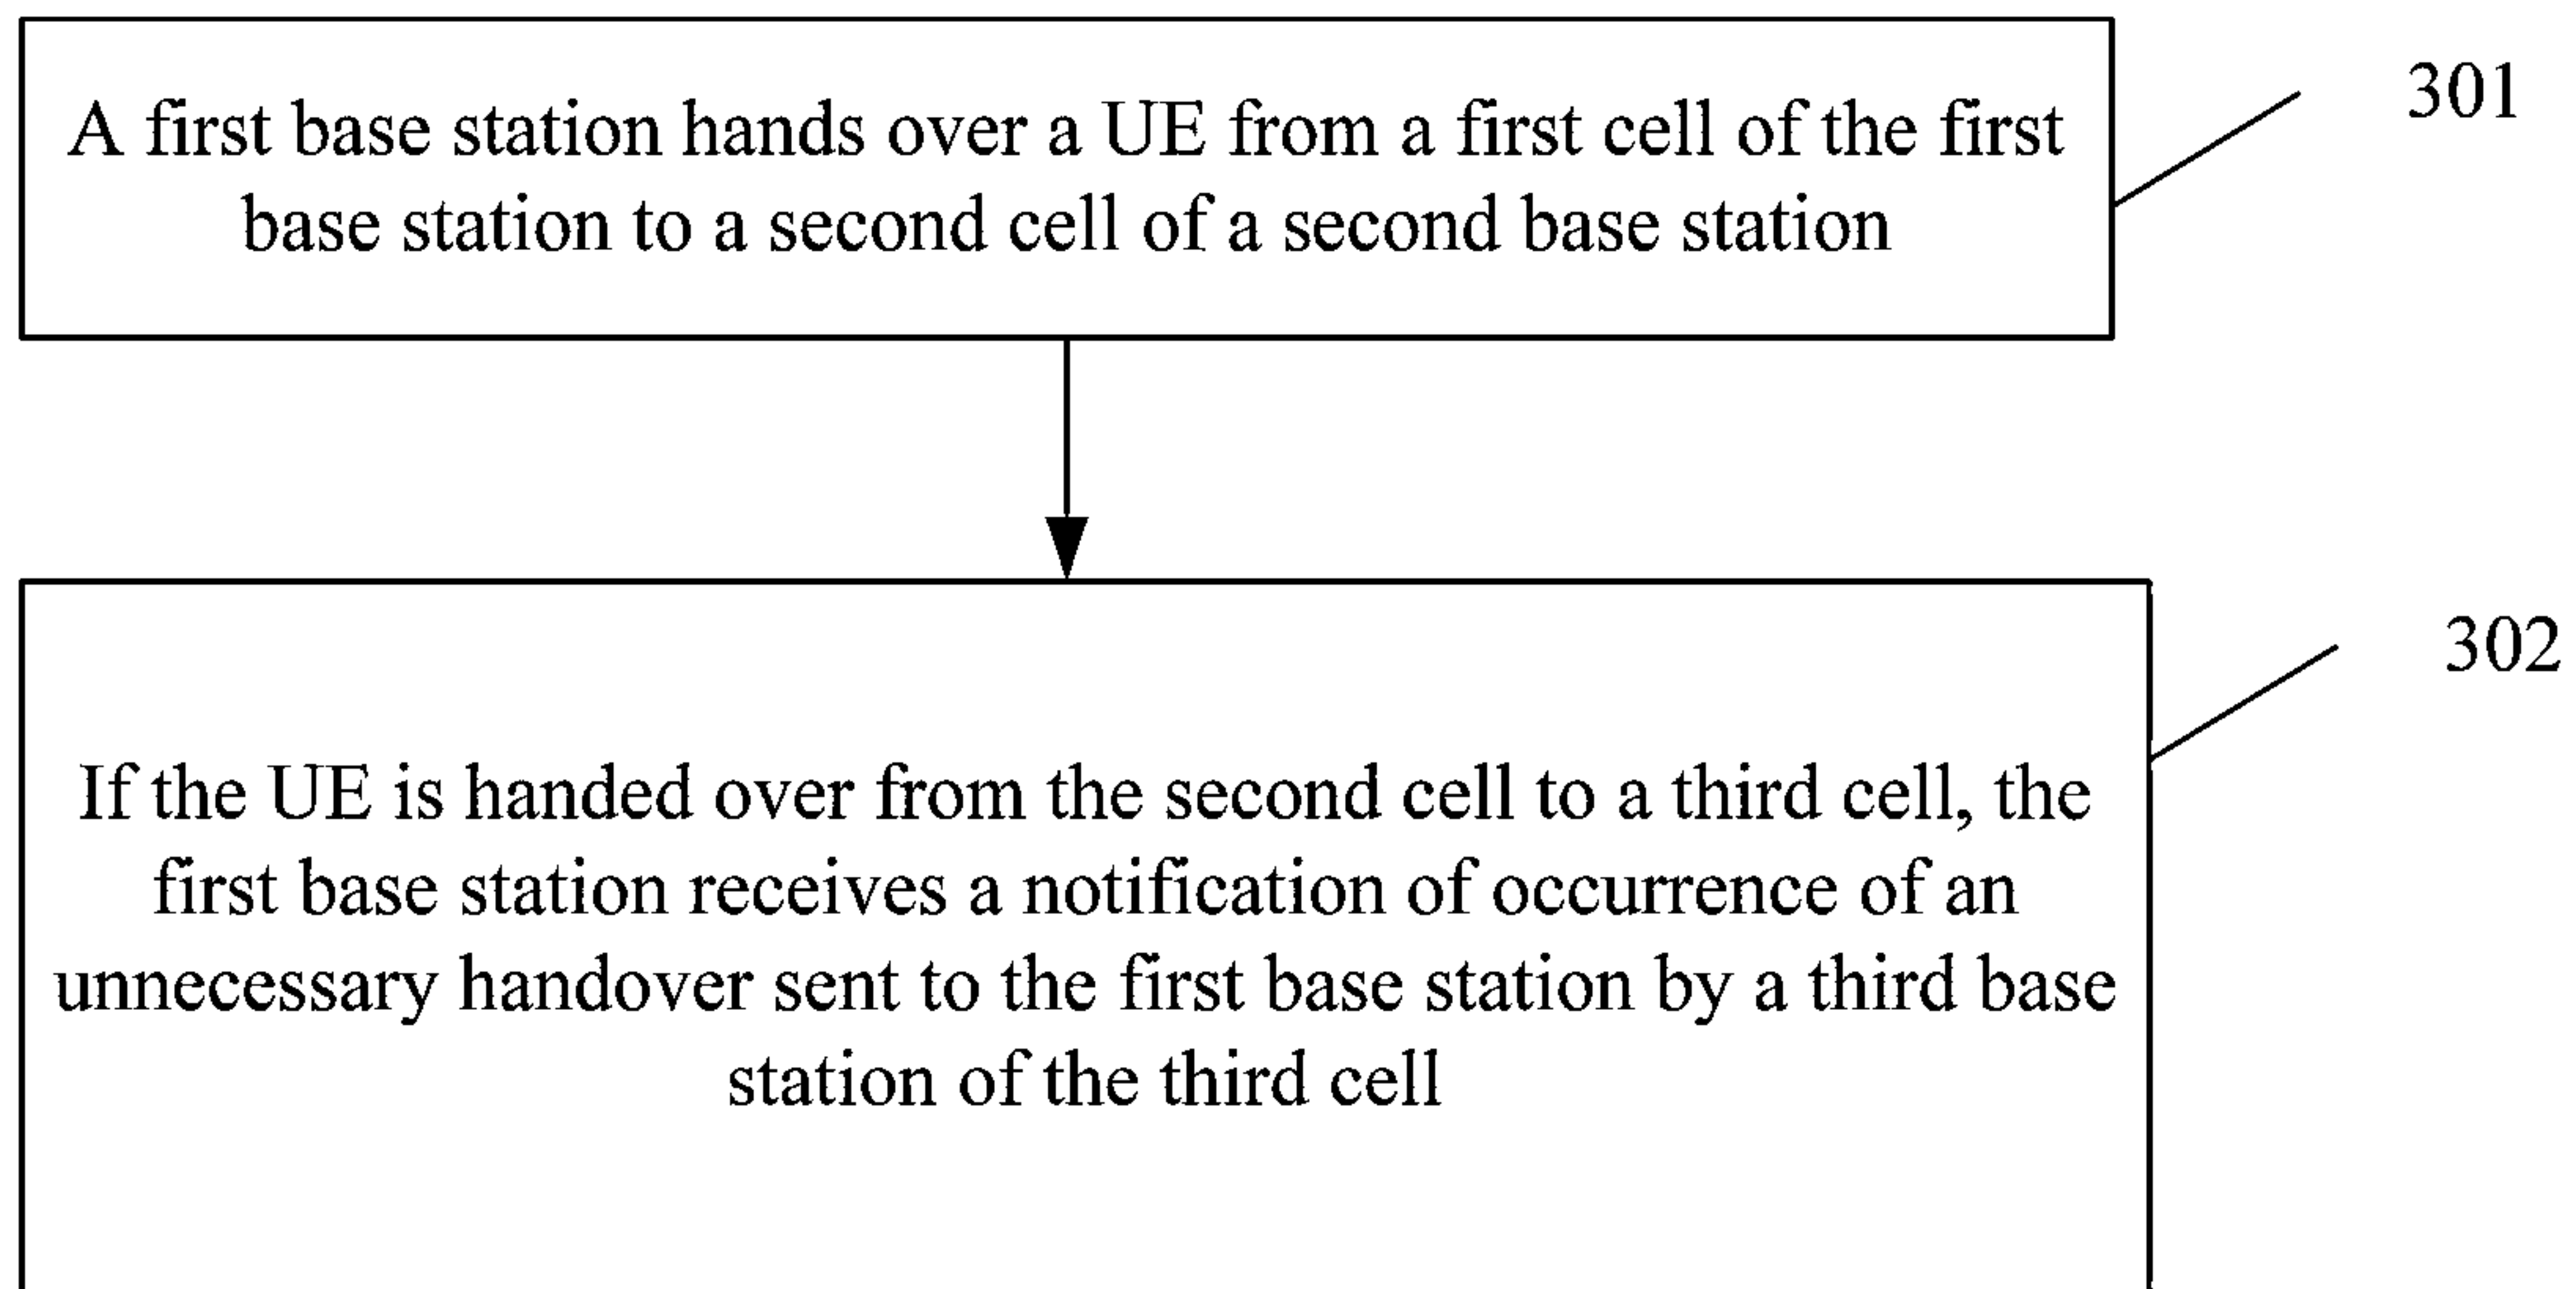 A first base station hands over a UE from a first cell of the first
base station to a second cell of a second base station
301
If the UE is handed over from the second cell to a third cell, the
first base station receives a notification of occurrence of an
unnecessary handover sent to the first base station by a third base
station of the third cell
302